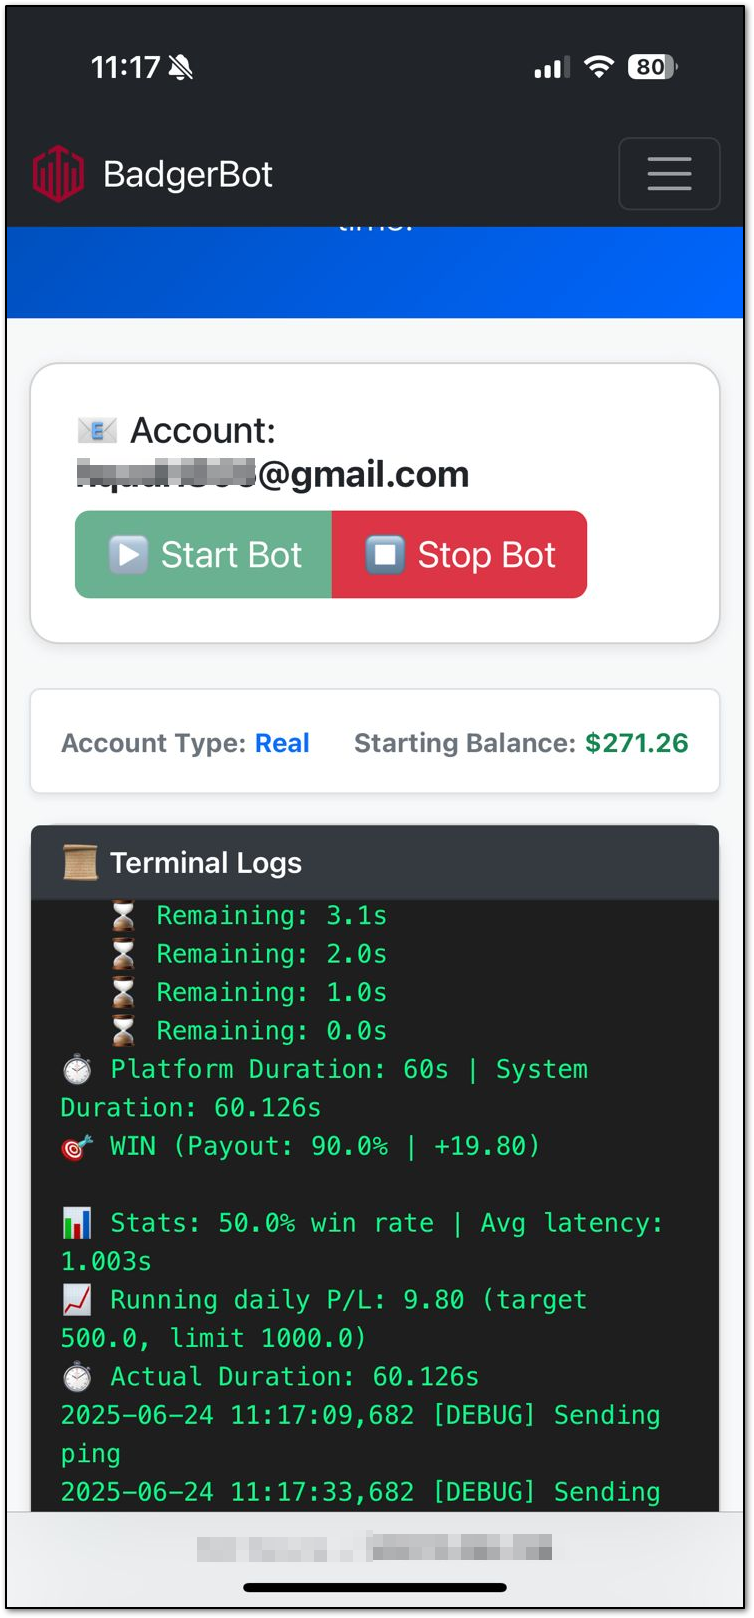 11:17
80
BadgerBot
time.
Account:
@gmail.com
Start Bot
Stop Bot
Account Type: Real
Starting Balance: $271.26
Terminal Logs
Remaining: 3.1s
Remaining: 2.0s
Remaining: 1.0s
Remaining: 0.0s
Platform Duration: 60s | System
Duration: 60.126s
WIN (Payout: 90.0% | +19.80)
Stats: 50.0% win rate | Avg latency:
1.003s
Running daily P/L: 9.80 (target
500.0, limit 1000.0)
Actual Duration: 60.126s
2025-06-24 11:17:09,682 [DEBUG] Sending
ping
2025-06-24 11:17:33,682 [DEBUG] Sending